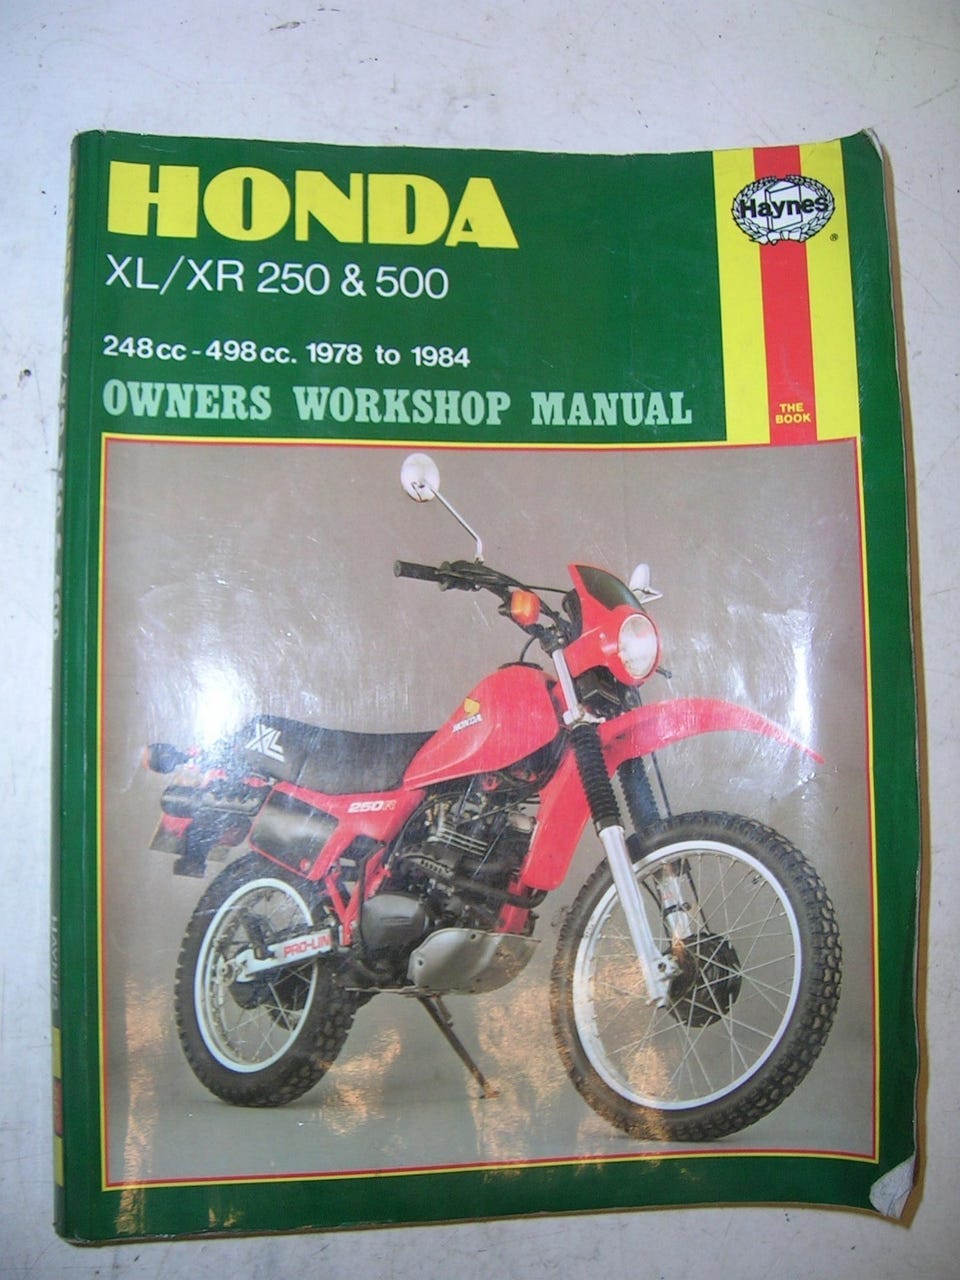 HONDA
XL/XR 250 & 500
248cc - 498cc. 1978 to 1984
OWNERS WORKSHOP MANUAL
Haynes
®
THE
BOOK
HONDA
XL
250R
PRO-LIN